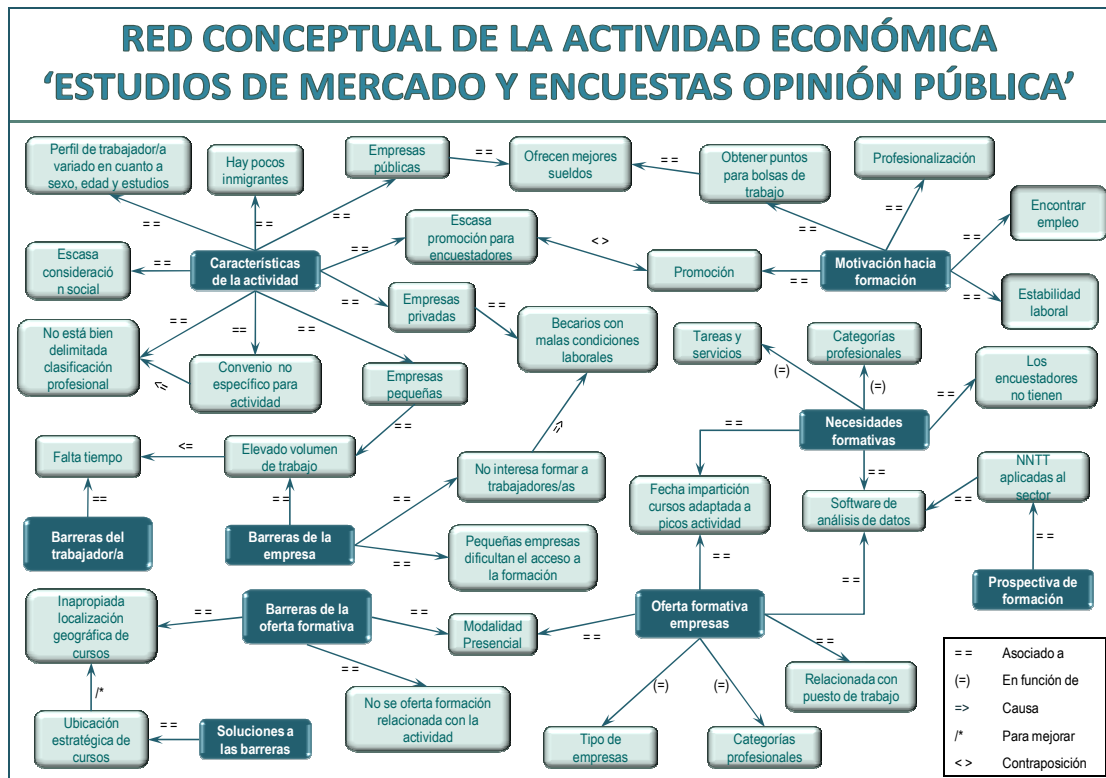 RED CONCEPTUAL DE LA ACTIVIDAD ECONÓMICA
‘ESTUDIOS DE MERCADO Y ENCUESTAS OPINIÓN PÚBLICA’
Perfil de trabajador/a
variado en cuanto a
sexo, edad y estudios
Hay pocos
inmigrantes
Empresas
públicas
==
Ofrecen mejores
sueldos
==
Obtener puntos
para bolsas de
trabajo
Profesionalización
Encontrar
empleo
==
==
==
==
==
==
Escasa
consideració
n social
==
Características
de la actividad
==
Escasa
promoción para
encuestadores
<>
Promoción
==
Motivación hacia
formación
==
Estabilidad
laboral
==
Empresas
privadas
==
Becarios con
malas condiciones
laborales
No está bien
delimitada
clasificación
profesional
==
==
==
=>
Convenio no
específico para
actividad
Empresas
pequeñas
Tareas y
servicios
Categorías
profesionales
(=)
(=)
Los
encuestadores
no tienen
==
Necesidades
formativas
==
==
==
Falta tiempo
<=
Elevado volumen
de trabajo
=>
No interesa formar a
trabajadores/as
Fecha impartición
cursos adaptada a
picos actividad
Software de
análisis de datos
==
NNTT
aplicadas al
sector
==
==
==
Barreras del
trabajador/a
Barreras de la
empresa
==
Pequeñas empresas
dificultan el acceso a
la formación
==
==
==
Prospectiva de
formación
Inapropiada
localización
geográfica de
cursos
==
Barreras de la
oferta formativa
==
Modalidad
Presencial
==
Oferta formativa
empresas
==
Relacionada con
puesto de trabajo
/*
==
(=)
(=)
No se oferta formación
relacionada con la
actividad
Ubicación
estratégica de
cursos
==
Soluciones
a las barreras
Tipo de
empresas
Categorías
profesionales
== Asociado a
(=) En función de
=> Causa
/* Para mejorar
<> Contraposición